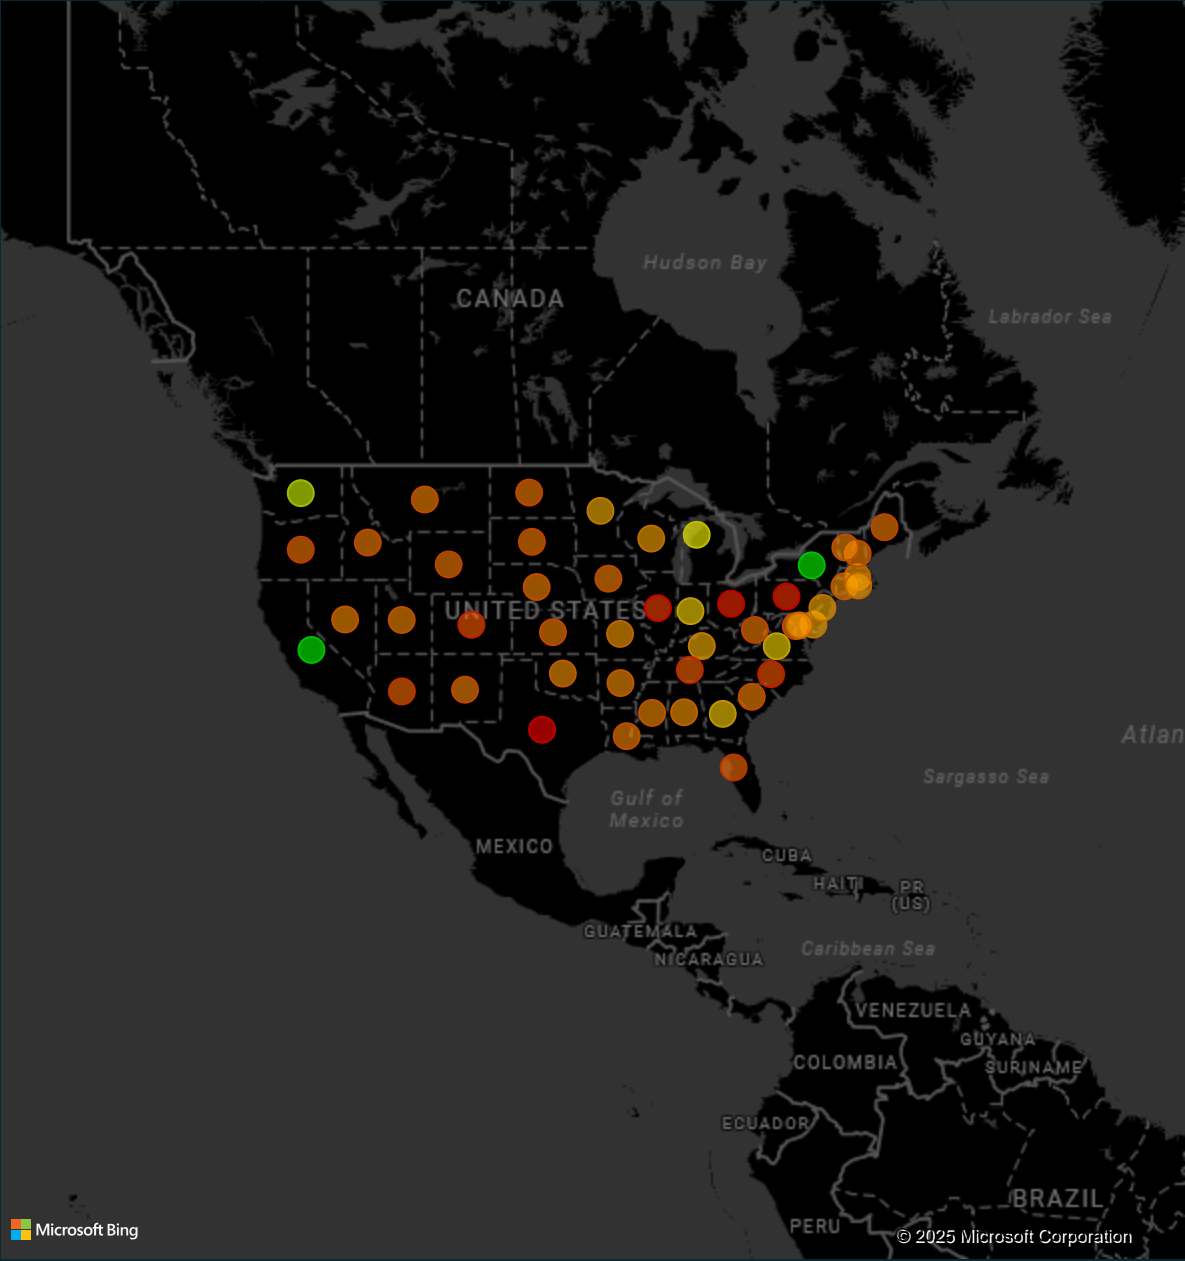 Hudson Bay
CANADA
Labrador Sea
UNITED STATES
Atlan
Sargasso Sea
Gulf of
Mexico
MEXICO
CUBA
HAITI
PR
(US)
GUATEMALA
Caribbean Sea
NICARAGUA
VENEZUELA
GUYANA
COLOMBIA
SURINAME
ECUADOR
BRAZIL
PERU
Microsoft Bing
© 2025 Microsoft Corporation